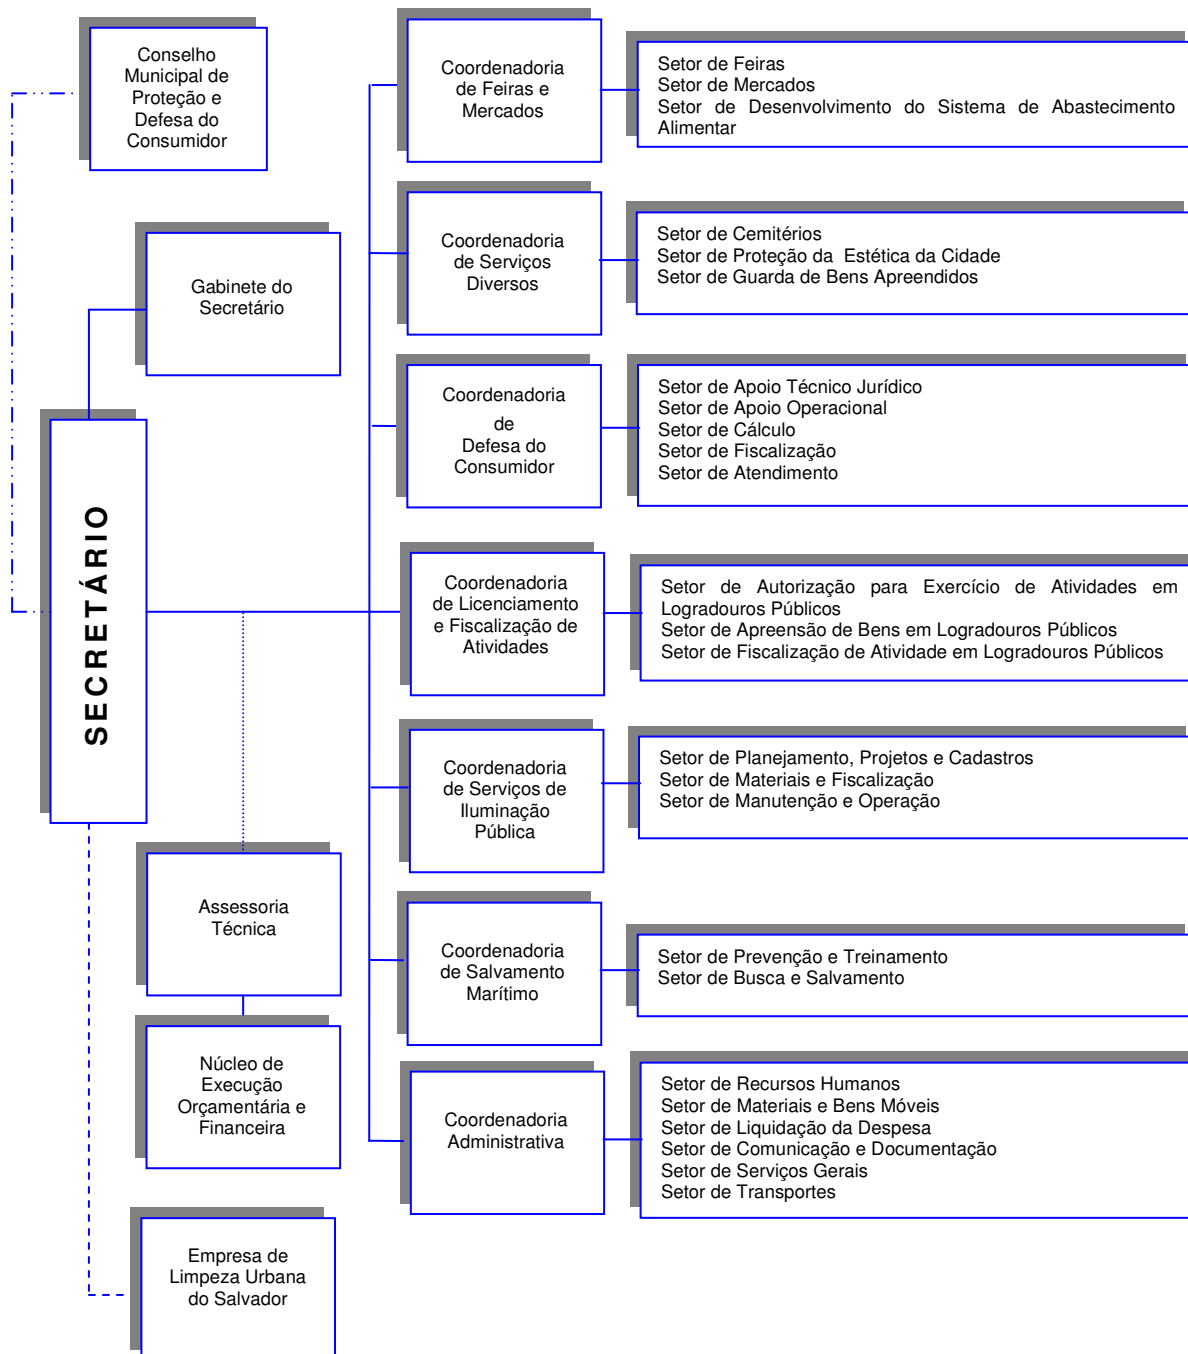 Conselho
Municipal de
Proteção e
Defesa do
Consumidor
Gabinete do
Secretário
SECRETÁRIO
Assessoria
Técnica
Núcleo de
Execução
Orçamentária e
Financeira
Empresa de
Limpeza Urbana
do Salvador
Coordenadoria
de Feiras e
Mercados
Setor de Feiras
Setor de Mercados
Setor de Desenvolvimento do Sistema de Abastecimento
Alimentar
Coordenadoria
de Serviços
Diversos
Setor de Cemitérios
Setor de Proteção da Estética da Cidade
Setor de Guarda de Bens Apreendidos
Coordenadoria
de
Defesa do
Consumidor
Setor de Apoio Técnico Jurídico
Setor de Apoio Operacional
Setor de Cálculo
Setor de Fiscalização
Setor de Atendimento
Coordenadoria
de Licenciamento
e Fiscalização de
Atividades
Setor de Autorização para Exercício de Atividades em
Logradouros Públicos
Setor de Apreensão de Bens em Logradouros Públicos
Setor de Fiscalização de Atividade em Logradouros Públicos
Coordenadoria
de Serviços de
Iluminação
Pública
Setor de Planejamento, Projetos e Cadastros
Setor de Materiais e Fiscalização
Setor de Manutenção e Operação
Coordenadoria
de Salvamento
Marítimo
Setor de Prevenção e Treinamento
Setor de Busca e Salvamento
Coordenadoria
Administrativa
Setor de Recursos Humanos
Setor de Materiais e Bens Móveis
Setor de Liquidação da Despesa
Setor de Comunicação e Documentação
Setor de Serviços Gerais
Setor de Transportes